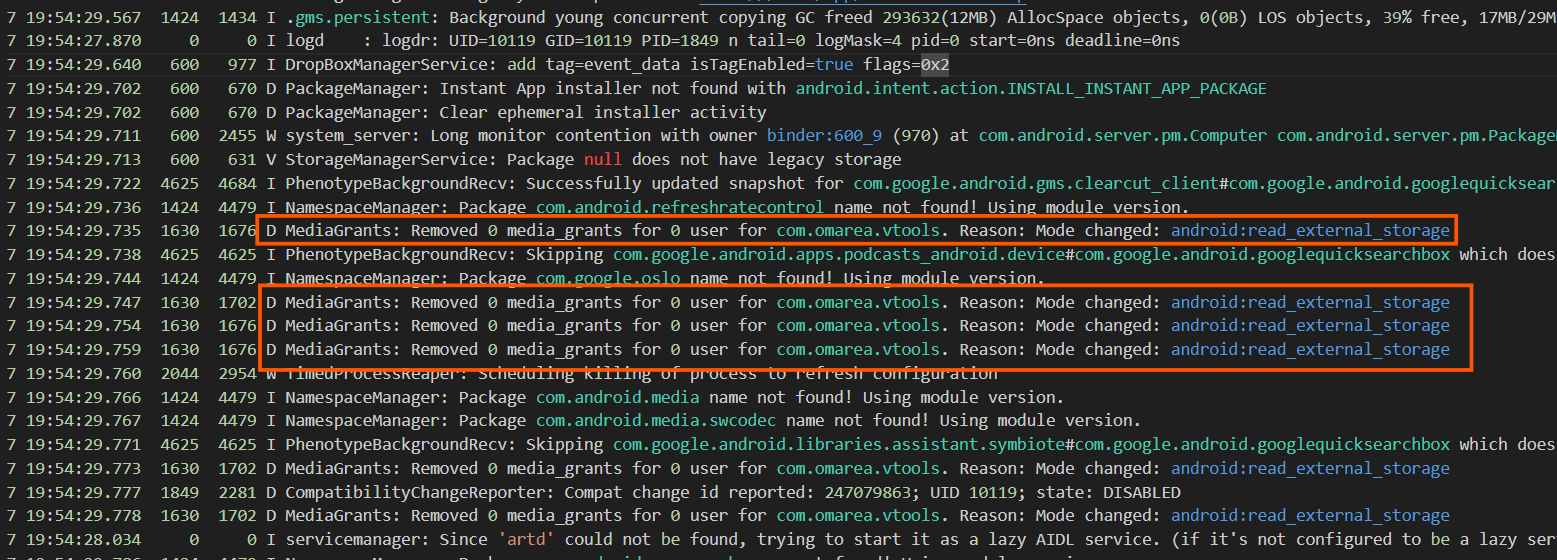 7 19:54:29.567 1424 1434 I .gms.persistent: Background young concurrent copying GC freed 293632(12MB) AllocSpace objects, 0(0B) LOS objects, 39% free, 17MB/29M
7 19:54:27.870 0 0 I logd : logdr: UID=10119 GID=10119 PID=1849 n tail=0 logMask=4 pid=0 start=0ns deadline=0ns
7 19:54:29.640 600 977 I DropBoxManagerService: add tag=event_data isTagEnabled=true flags=0x2
7 19:54:29.702 600 670 D PackageManager: Instant App installer not found with android.intent.action.INSTALL_INSTANT_APP_PACKAGE
7 19:54:29.702 600 670 D PackageManager: Clear ephemeral installer activity
7 19:54:29.711 600 2455 W system_server: Long monitor contention with owner binder:600_9 (970) at com.android.server.pm.Computer com.android.server.pm.Package
7 19:54:29.713 600 631 V StorageManagerService: Package null does not have legacy storage
7 19:54:29.722 4625 4684 I PhenotypeBackgroundRecv: Successfully updated snapshot for com.google.android.gms.clearcut_client#com.google.android.googlequicksear
7 19:54:29.736 1424 4479 I NamespaceManager: Package com.android.refreshratecontrol name not found! Using module version.
7 19:54:29.735 1630 1676 D MediaGrants: Removed 0 media_grants for 0 user for com.omarea.vtools. Reason: Mode changed: android:read_external_storage
7 19:54:29.738 4625 4625 I PhenotypeBackgroundRecv: Skipping com.google.android.apps.podcasts_android.device#com.google.android.googlequicksearchbox which does
7 19:54:29.744 1424 4479 I NamespaceManager: Package com.google.oslo name not found! Using module version.
7 19:54:29.747 1630 1702 D MediaGrants: Removed 0 media_grants for 0 user for com.omarea.vtools. Reason: Mode changed: android:read_external_storage
7 19:54:29.754 1630 1676 D MediaGrants: Removed 0 media_grants for 0 user for com.omarea.vtools. Reason: Mode changed: android:read_external_storage
7 19:54:29.759 1630 1676 D MediaGrants: Removed 0 media_grants for 0 user for com.omarea.vtools. Reason: Mode changed: android:read_external_storage
7 19:54:29.760 2044 2954 W TimedProcessReaper: Scheduling killing of process to refresh configuration
7 19:54:29.766 1424 4479 I NamespaceManager: Package com.android.media name not found! Using module version.
7 19:54:29.767 1424 4479 I NamespaceManager: Package com.android.media.swcodec name not found! Using module version.
7 19:54:29.771 4625 4625 I PhenotypeBackgroundRecv: Skipping com.google.android.libraries.assistant.symbiote#com.google.android.googlequicksearchbox which does
7 19:54:29.773 1630 1702 D MediaGrants: Removed 0 media_grants for 0 user for com.omarea.vtools. Reason: Mode changed: android:read_external_storage
7 19:54:29.777 1849 2281 D CompatibilityChangeReporter: Compat change id reported: 247079863; UID 10119; state: DISABLED
7 19:54:29.778 1630 1702 D MediaGrants: Removed 0 media_grants for 0 user for com.omarea.vtools. Reason: Mode changed: android:read_external_storage
7 19:54:28.034 0 0 I servicemanager: Since 'artd' could not be found, trying to start it as a lazy AIDL service. (if it's not configured to be a lazy ser